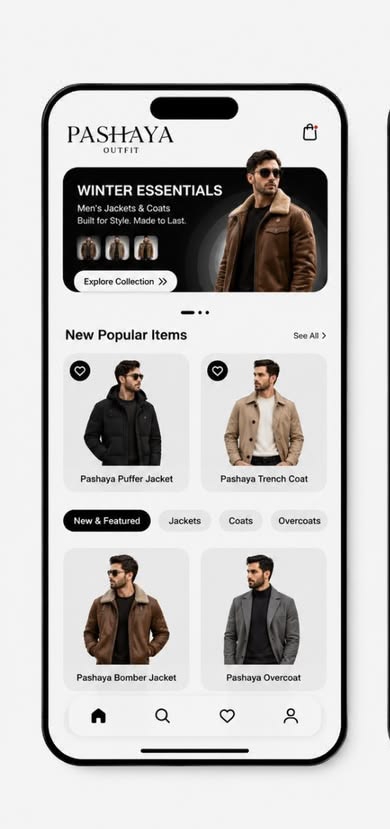 PASHAYA
OUTFIT
WINTER ESSENTIALS
Men's Jackets & Coats
Built for Style. Made to Last.
Explore Collection
New Popular Items
See All
Pashaya Puffer Jacket
Pashaya Trench Coat
New & Featured
Jackets
Coats
Overcoats
Pashaya Bomber Jacket
Pashaya Overcoat